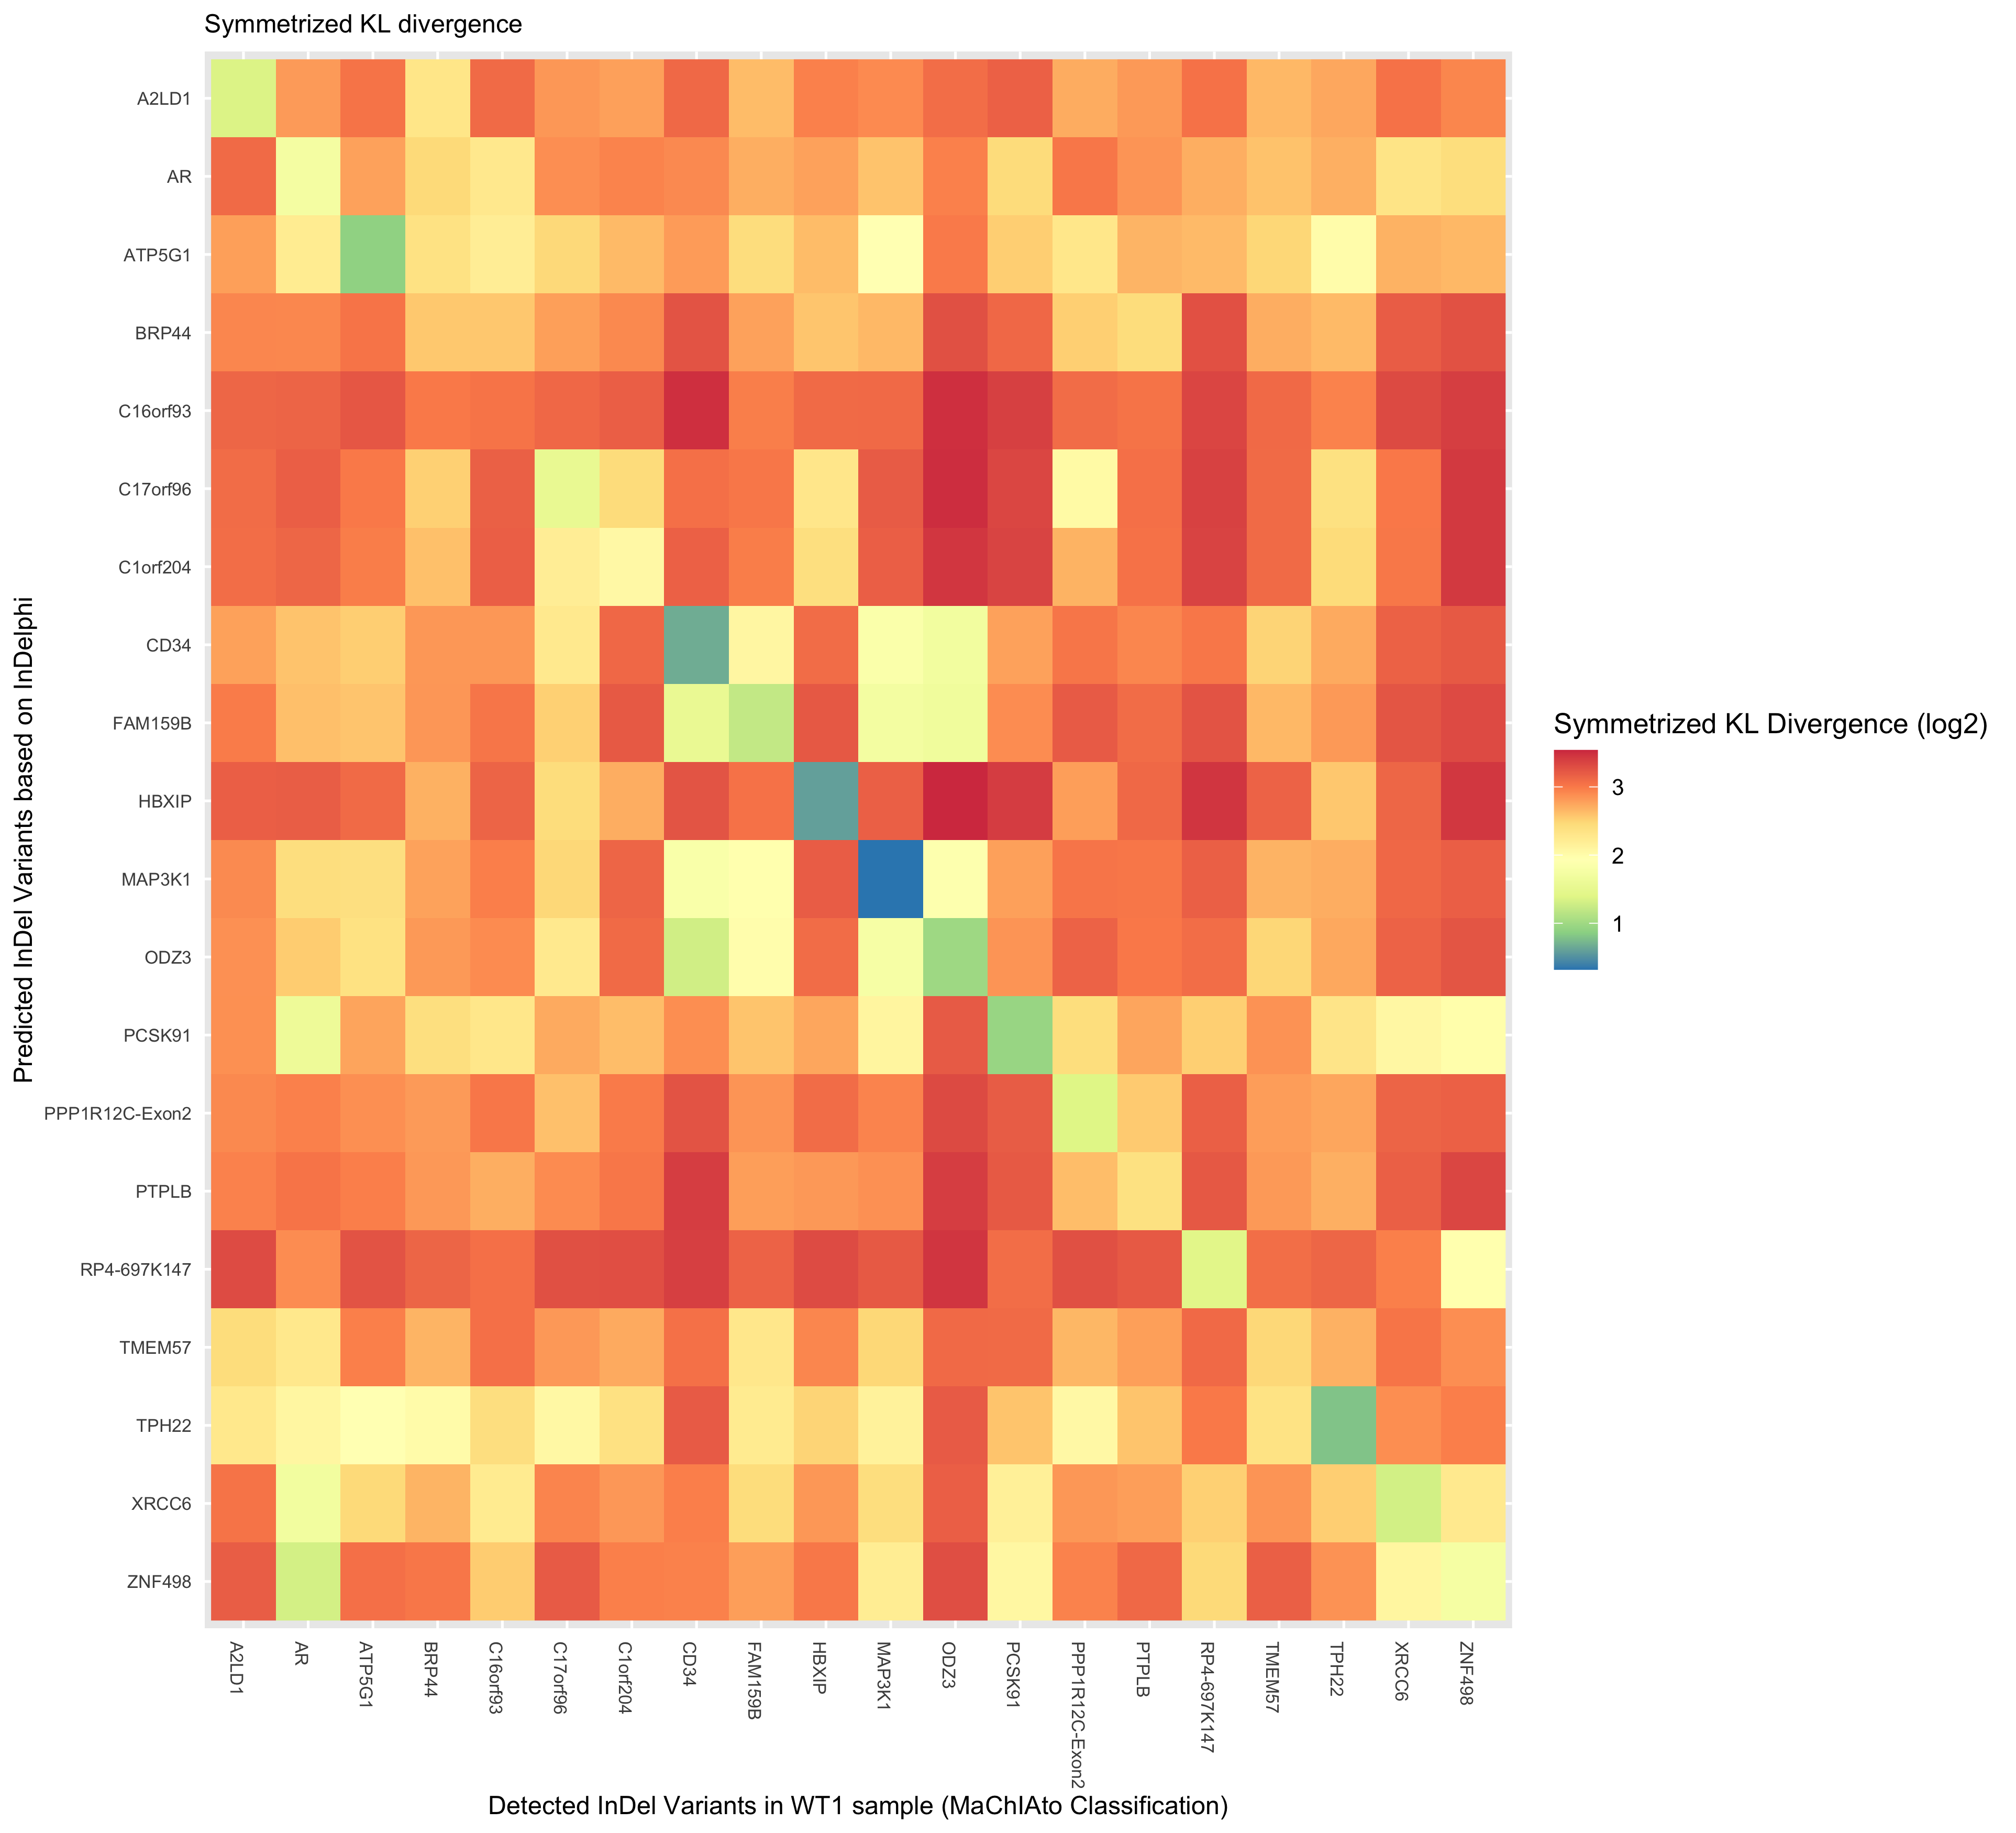 Symmetrized KL divergence
Predicted InDel Variants based on InDelphi
A2LD1
AR
ATP5G1
BRP44
C16orf93
C17orf96
C1orf204
CD34
FAM159B
HBXIP
MAP3K1
ODZ3
PCSK91
PPP1R12C-Exon2
PTPLB
RP4-697K147
TMEM57
TPH22
XRCC6
ZNF498
A2LD1
AR
ATP5G1
BRP44
C16orf93
C17orf96
C1orf204
CD34
FAM159B
HBXIP
MAP3K1
ODZ3
PCSK91
PPP1R12C-Exon2
PTPLB
RP4-697K147
TMEM57
TPH22
XRCC6
ZNF498
Detected InDel Variants in WT1 sample (MaChIAto Classification)
Symmetrized KL Divergence (log2)
3
2
1